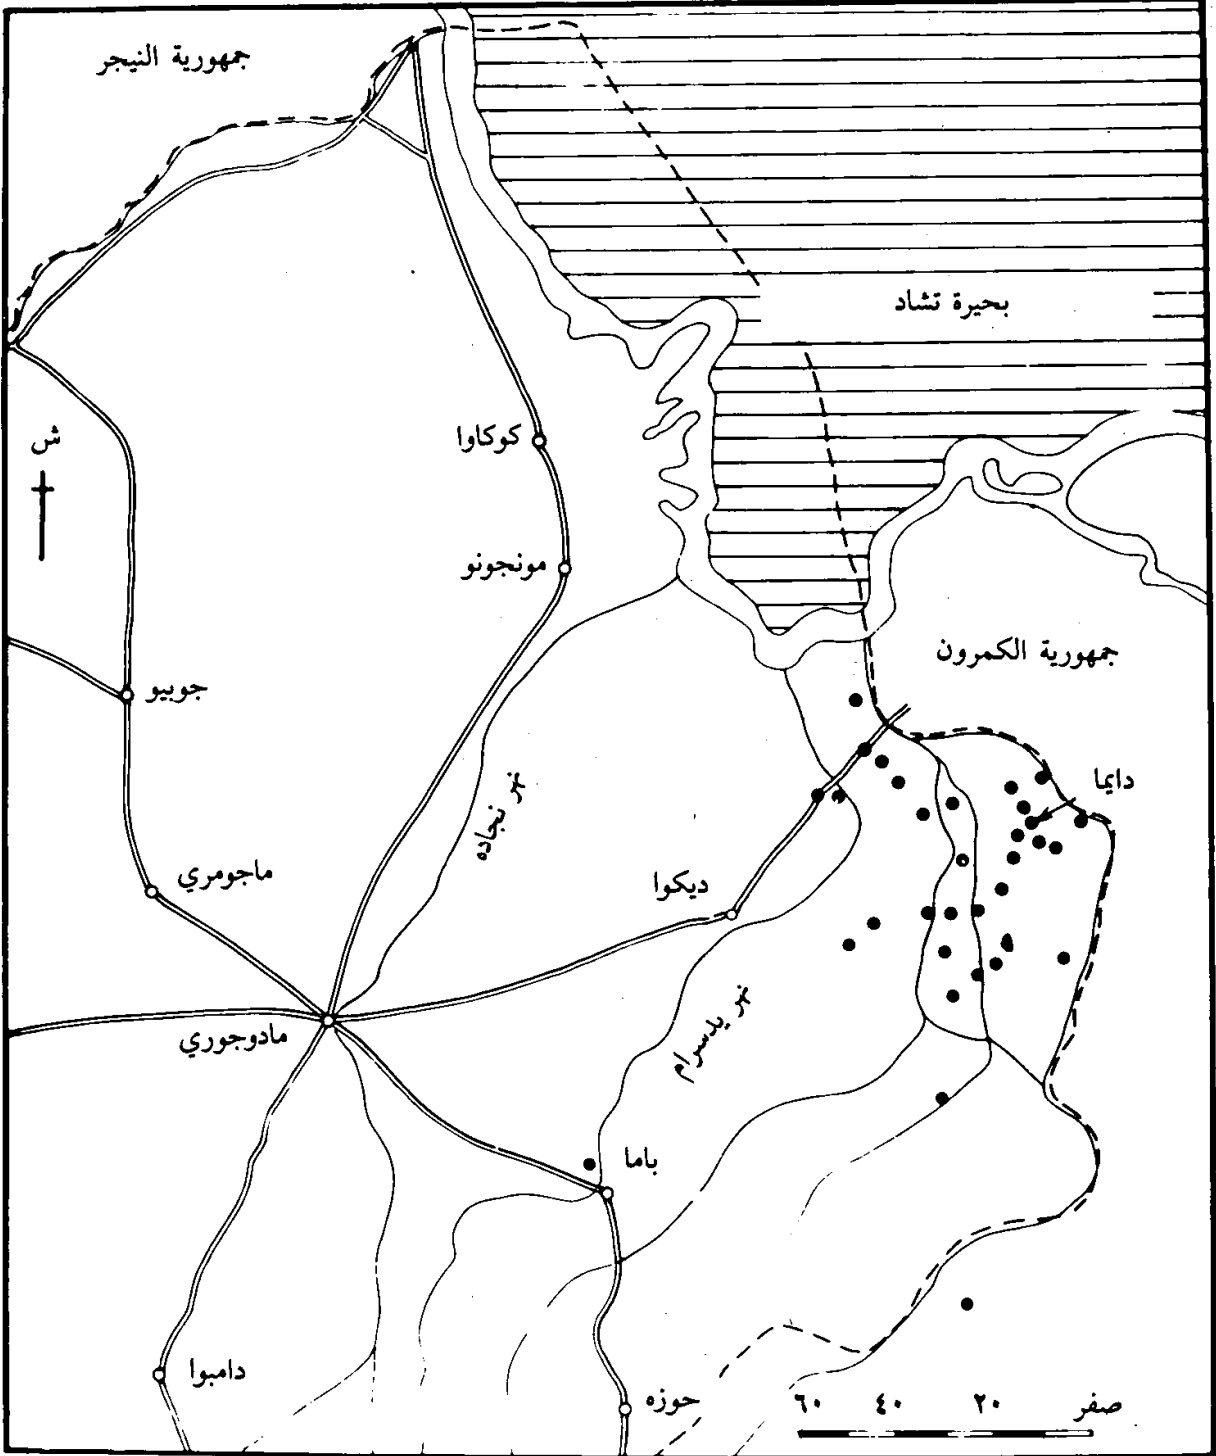 جمهورية النيجر
بحيرة تشاد
ش
كوكاوا
مونجونو
جمهورية الكمرون
جوبيو
دايما
نهر نجاده
ماجومري
ديكوا
نهر يدسرام
مادوجوري
باما
دامبوا
حوزه
صفر ٢٠ ٤٠ ٦٠